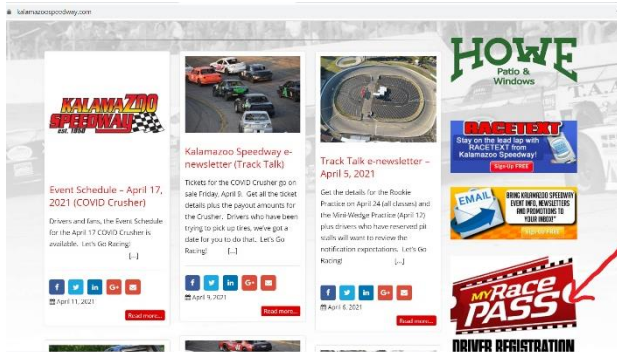 kalamazoospeedway.com
KALAMAZOO
SPEEDWAY
est. 1950
Event Schedule – April 17,
2021 (COVID Crusher)
Drivers and fans, the Events Schedule
for the April 17 COVID Crusher is
available. Let's Go Racing!
[...]
April 11, 2021
Read more...
Kalamazoo Speedway e-
newsletter (Track Talk)
Tickets for the COVID Crusher go on
sale Friday, April 9. Get all the ticket
details plus the payout amounts for
the Crusher. Drivers who have been
trying to pick up tires, we've got a
date for you to do that. Let's Go
Racing! [...]
April 9, 2021
Read more...
Track Talk e-newsletter –
April 5, 2021
Get the details for the Rookie
Practice on April 24 (all classes) and
the Mini-Wedge Practice (April 12)
plus drivers who have reserved pit
stalls will want to review the
notification expectations. Let's Go
Racing! [...]
April 6, 2021
Read more...
HOWE
Patio &
Windows
RACETEXT
Stay on the lead lap with
RACETEXT from
Kalamazoo Speedway!
Sign Up FREE
EMAIL
BRING KALAMAZOO SPEEDWAY
EVENT INFO, NEWSLETTERS
AND PROMOTIONS TO
YOUR INBOX!
SIGN UP FREE
MyRace
PASS
DRIVER REGISTRATION